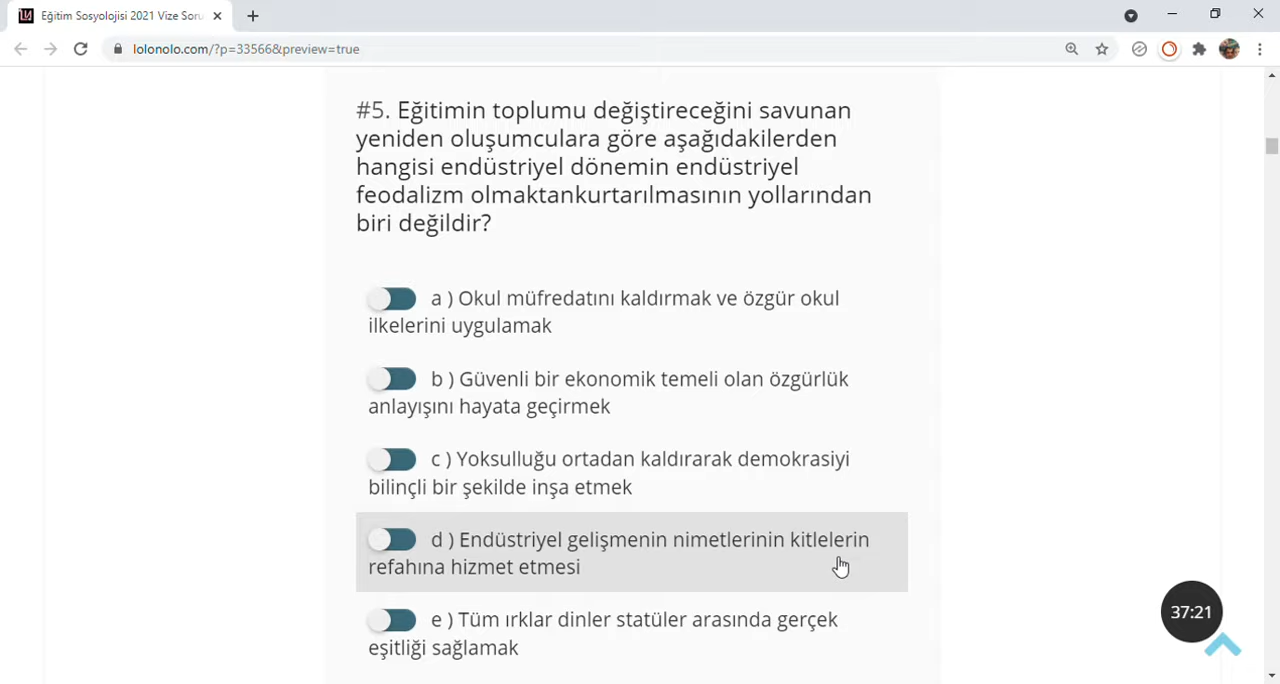 Eğitim Sosyolojisi 2021 Vize Soru
lolonolo.com/?p=33566&preview=true
#5. Eğitimin toplumu değiştireceğini savunan
yeniden oluşumculara göre aşağıdakilerden
hangisi endüstriyel dönemin endüstriyel
feodalizm olmaktankurtarılmasının yollarından
biri değildir?
a ) Okul müfredatını kaldırmak ve özgür okul
ilkelerini uygulamak
b ) Güvenli bir ekonomik temeli olan özgürlük
anlayışını hayata geçirmek
c ) Yoksulluğu ortadan kaldırarak demokrasiyi
bilinçli bir şekilde inşa etmek
d ) Endüstriyel gelişmenin nimetlerinin kitlelerin
refahına hizmet etmesi
e ) Tüm ırklar dinler statüler arasında gerçek
eşitliği sağlamak
37:21